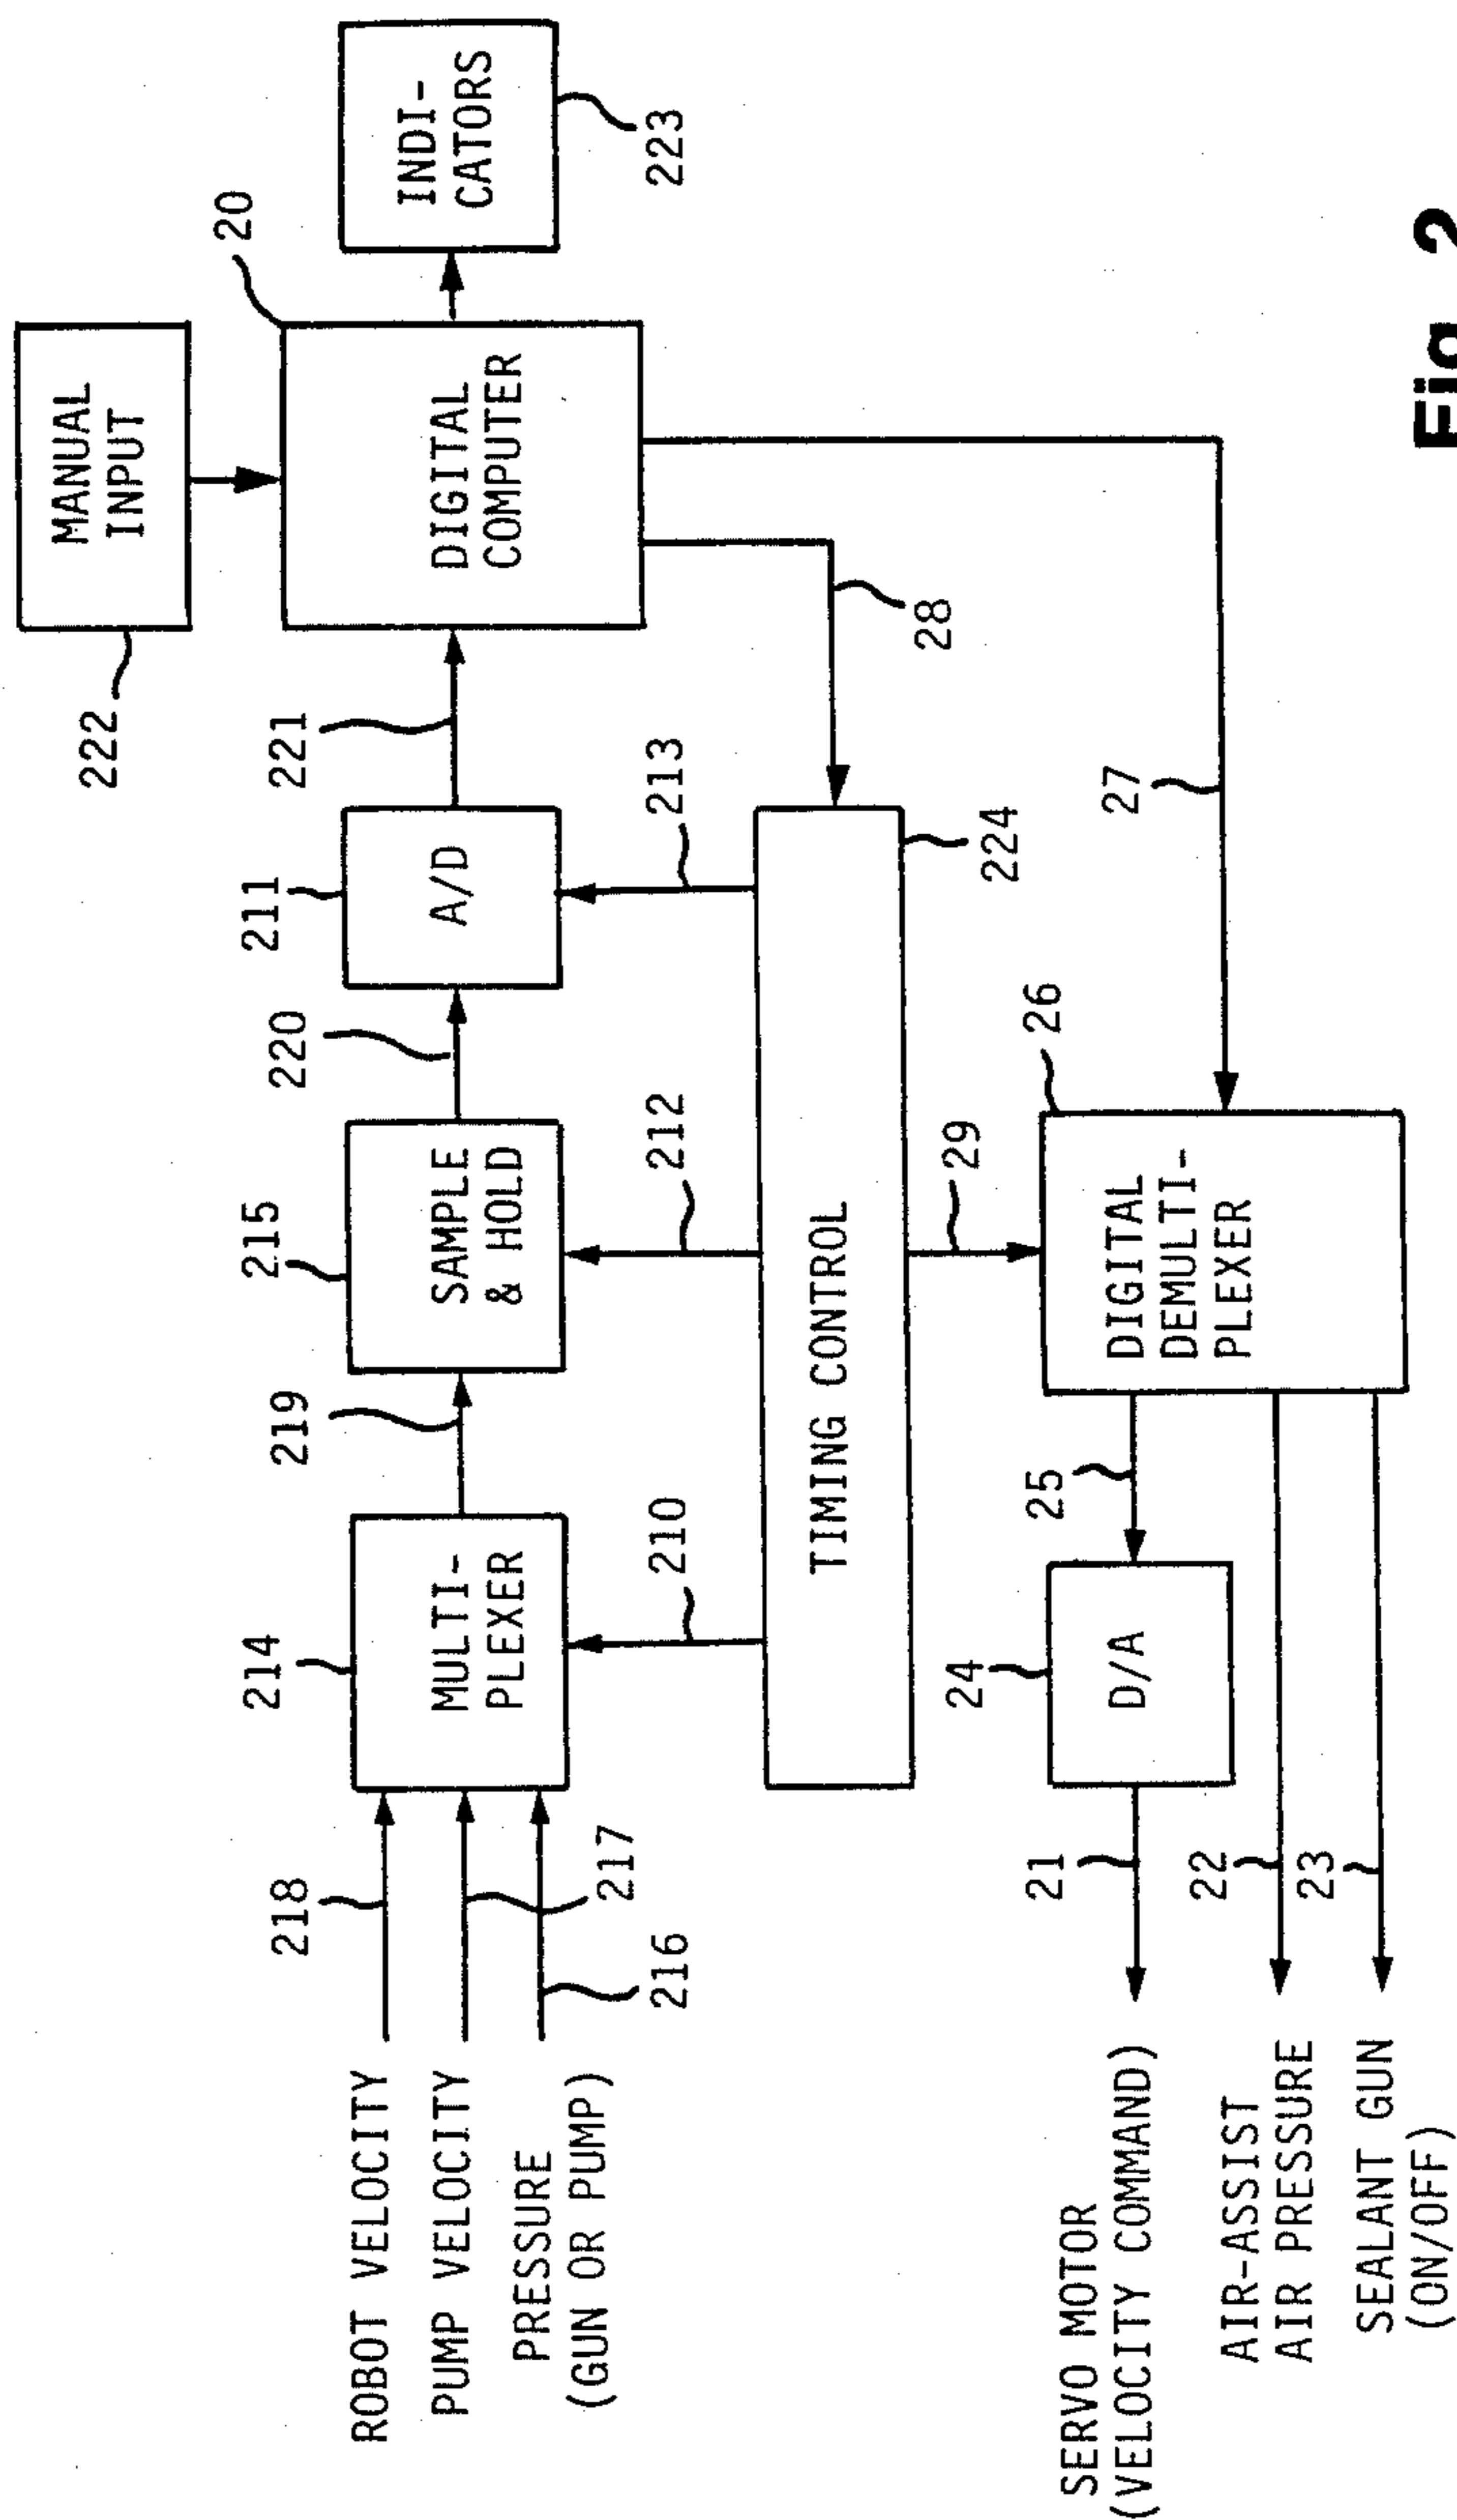 MANUAL
INPUT
222
20
INDI-
CATORS
223
DIGITAL
COMPUTER
221
211
A/D
220
215
SAMPLE
& HOLD
219
214
MULTI-
PLEXER
218
217
216
ROBOT VELOCITY
PUMP VELOCITY
PRESSURE
(GUN OR PUMP)
210
212
213
28
TIMING CONTROL
224
29
26
27
DIGITAL
DEMULTI-
PLEXER
25
24
D/A
21
22
23
SERVO MOTOR
(VELOCITY COMMAND)
AIR-ASSIST
AIR PRESSURE
SEALANT GUN
(ON/OFF)
Fig. 2